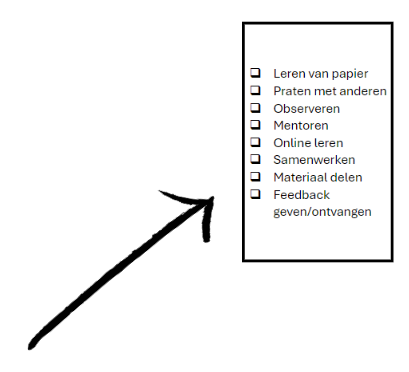 ❑ Leren van papier
❑ Praten met anderen
❑ Observeren
❑ Mentoren
❑ Online leren
❑ Samenwerken
❑ Materiaal delen
❑ Feedback
geven/ontvangen